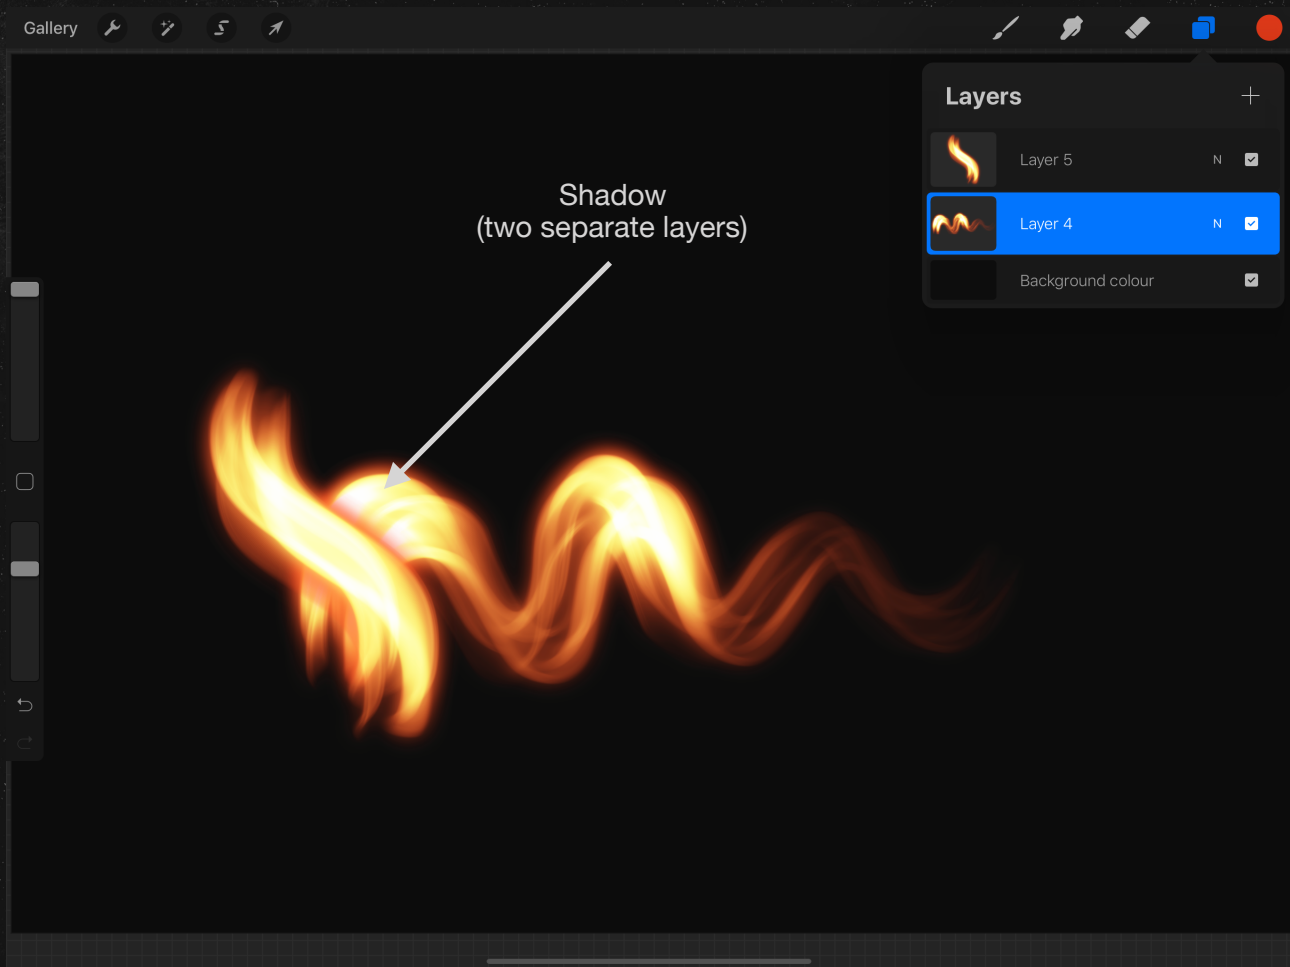 Gallery
Layers
Layer 5
N
Layer 4
N
Background colour
Shadow
(two separate layers)